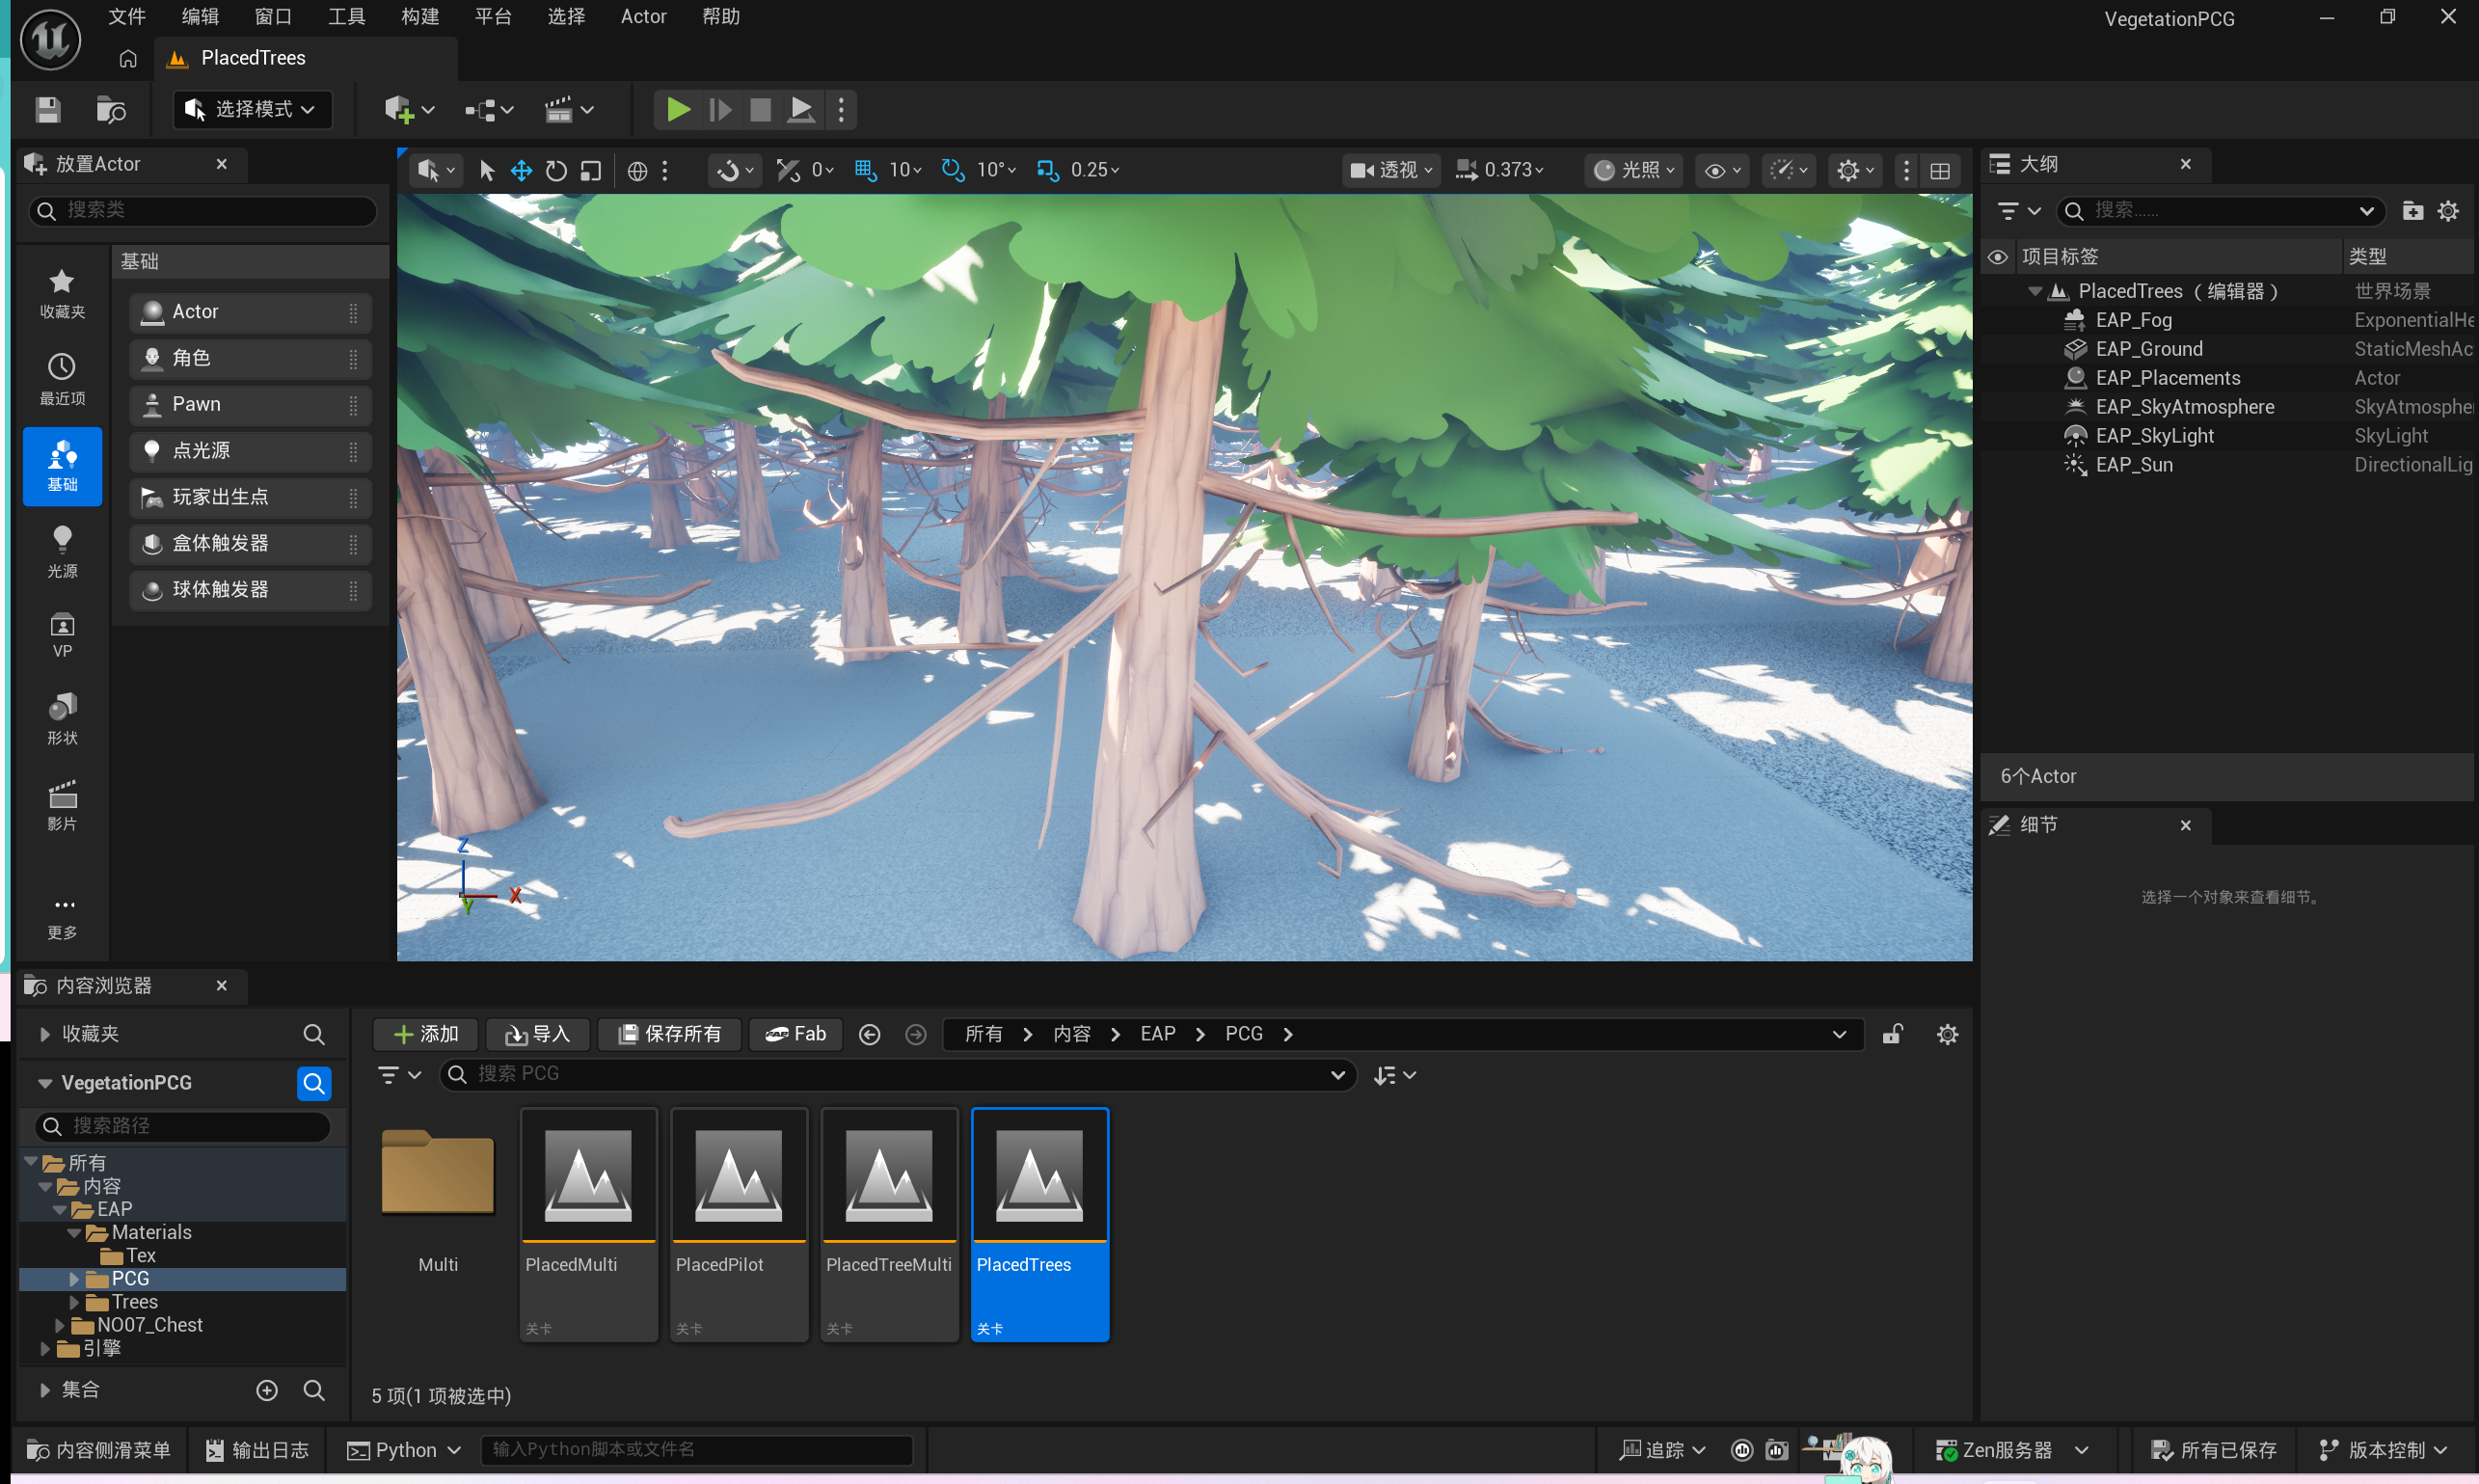 文件 编辑 窗口 工具 构建 平台 选择 Actor 帮助 VegetationPCG
PlacedTrees
选择模式
放置Actor
搜索类
基础
收藏夹
最近项
基础
光源
VP
形状
影片
更多
Actor
角色
Pawn
点光源
玩家出生点
盒体触发器
球体触发器
0 10 10° 0.25 透视 0.373 光照
Z
X
Y
大纲
搜索......
项目标签 类型
PlacedTrees（编辑器） 世界场景
EAP_Fog ExponentialHe
EAP_Ground StaticMeshAc
EAP_Placements Actor
EAP_SkyAtmosphere SkyAtmosphe
EAP_SkyLight SkyLight
EAP_Sun DirectionalLig
6个Actor
细节
选择一个对象来查看细节。
内容浏览器
收藏夹
VegetationPCG
搜索路径
所有
内容
EAP
Materials
Tex
PCG
Trees
NO07_Chest
引擎
集合
添加 导入 保存所有 Fab 所有 内容 EAP PCG
搜索 PCG
Multi
PlacedMulti
关卡
PlacedPilot
关卡
PlacedTreeMulti
关卡
PlacedTrees
关卡
5 项(1 项被选中)
内容侧滑菜单 输出日志 Python 输入Python脚本或文件名 追踪 Zen服务器 所有已保存 版本控制